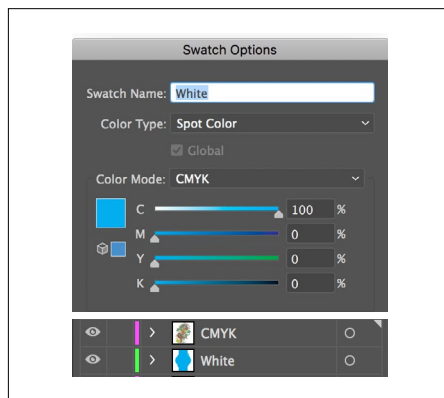 Swatch Options
Swatch Name: White
Color Type: Spot Color
Global
Color Mode: CMYK
C 100 %
M 0 %
Y 0 %
K 0 %
CMYK
White